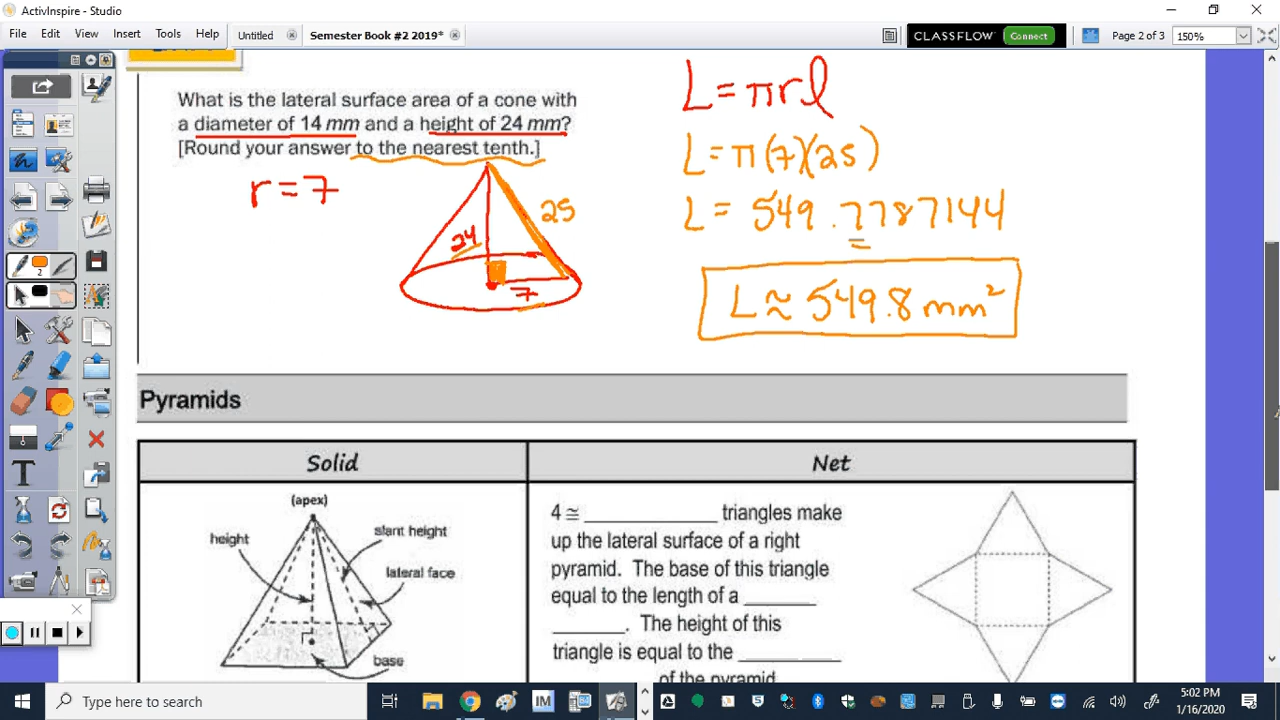 ActivInspire - Studio
File Edit View Insert Tools Help Untitled Semester Book #2 2019* CLASSFLOW Connect Page 2 of 3 150%
What is the lateral surface area of a cone with
a diameter of 14 mm and a height of 24 mm?
[Round your answer to the nearest tenth.]
r = 7
24
25
7
L = πrl
L = π(7)(25)
L = 549.7787144
L ≈ 549.8 mm²
Pyramids
Solid
Net
(apex)
height
slant height
lateral face
base
4 ≅ ____________ triangles make
up the lateral surface of a right
pyramid. The base of this triangle
equal to the length of a _______
_______. The height of this
triangle is equal to the ______ ____
of the pyramid
2
T
Type here to search
IM
5:02 PM
1/16/2020